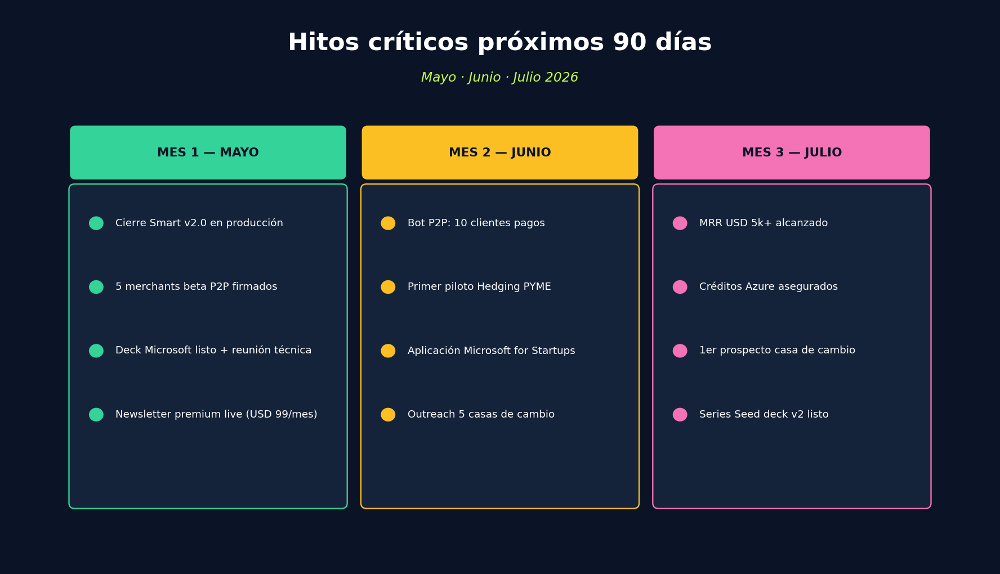 Hitos críticos próximos 90 días
Mayo · Junio · Julio 2026
MES 1 — MAYO
Cierre Smart v2.0 en producción
5 merchants beta P2P firmados
Deck Microsoft listo + reunión técnica
Newsletter premium live (USD 99/mes)
MES 2 — JUNIO
Bot P2P: 10 clientes pagos
Primer piloto Hedging PYME
Aplicación Microsoft for Startups
Outreach 5 casas de cambio
MES 3 — JULIO
MRR USD 5k+ alcanzado
Créditos Azure asegurados
1er prospecto casa de cambio
Series Seed deck v2 listo